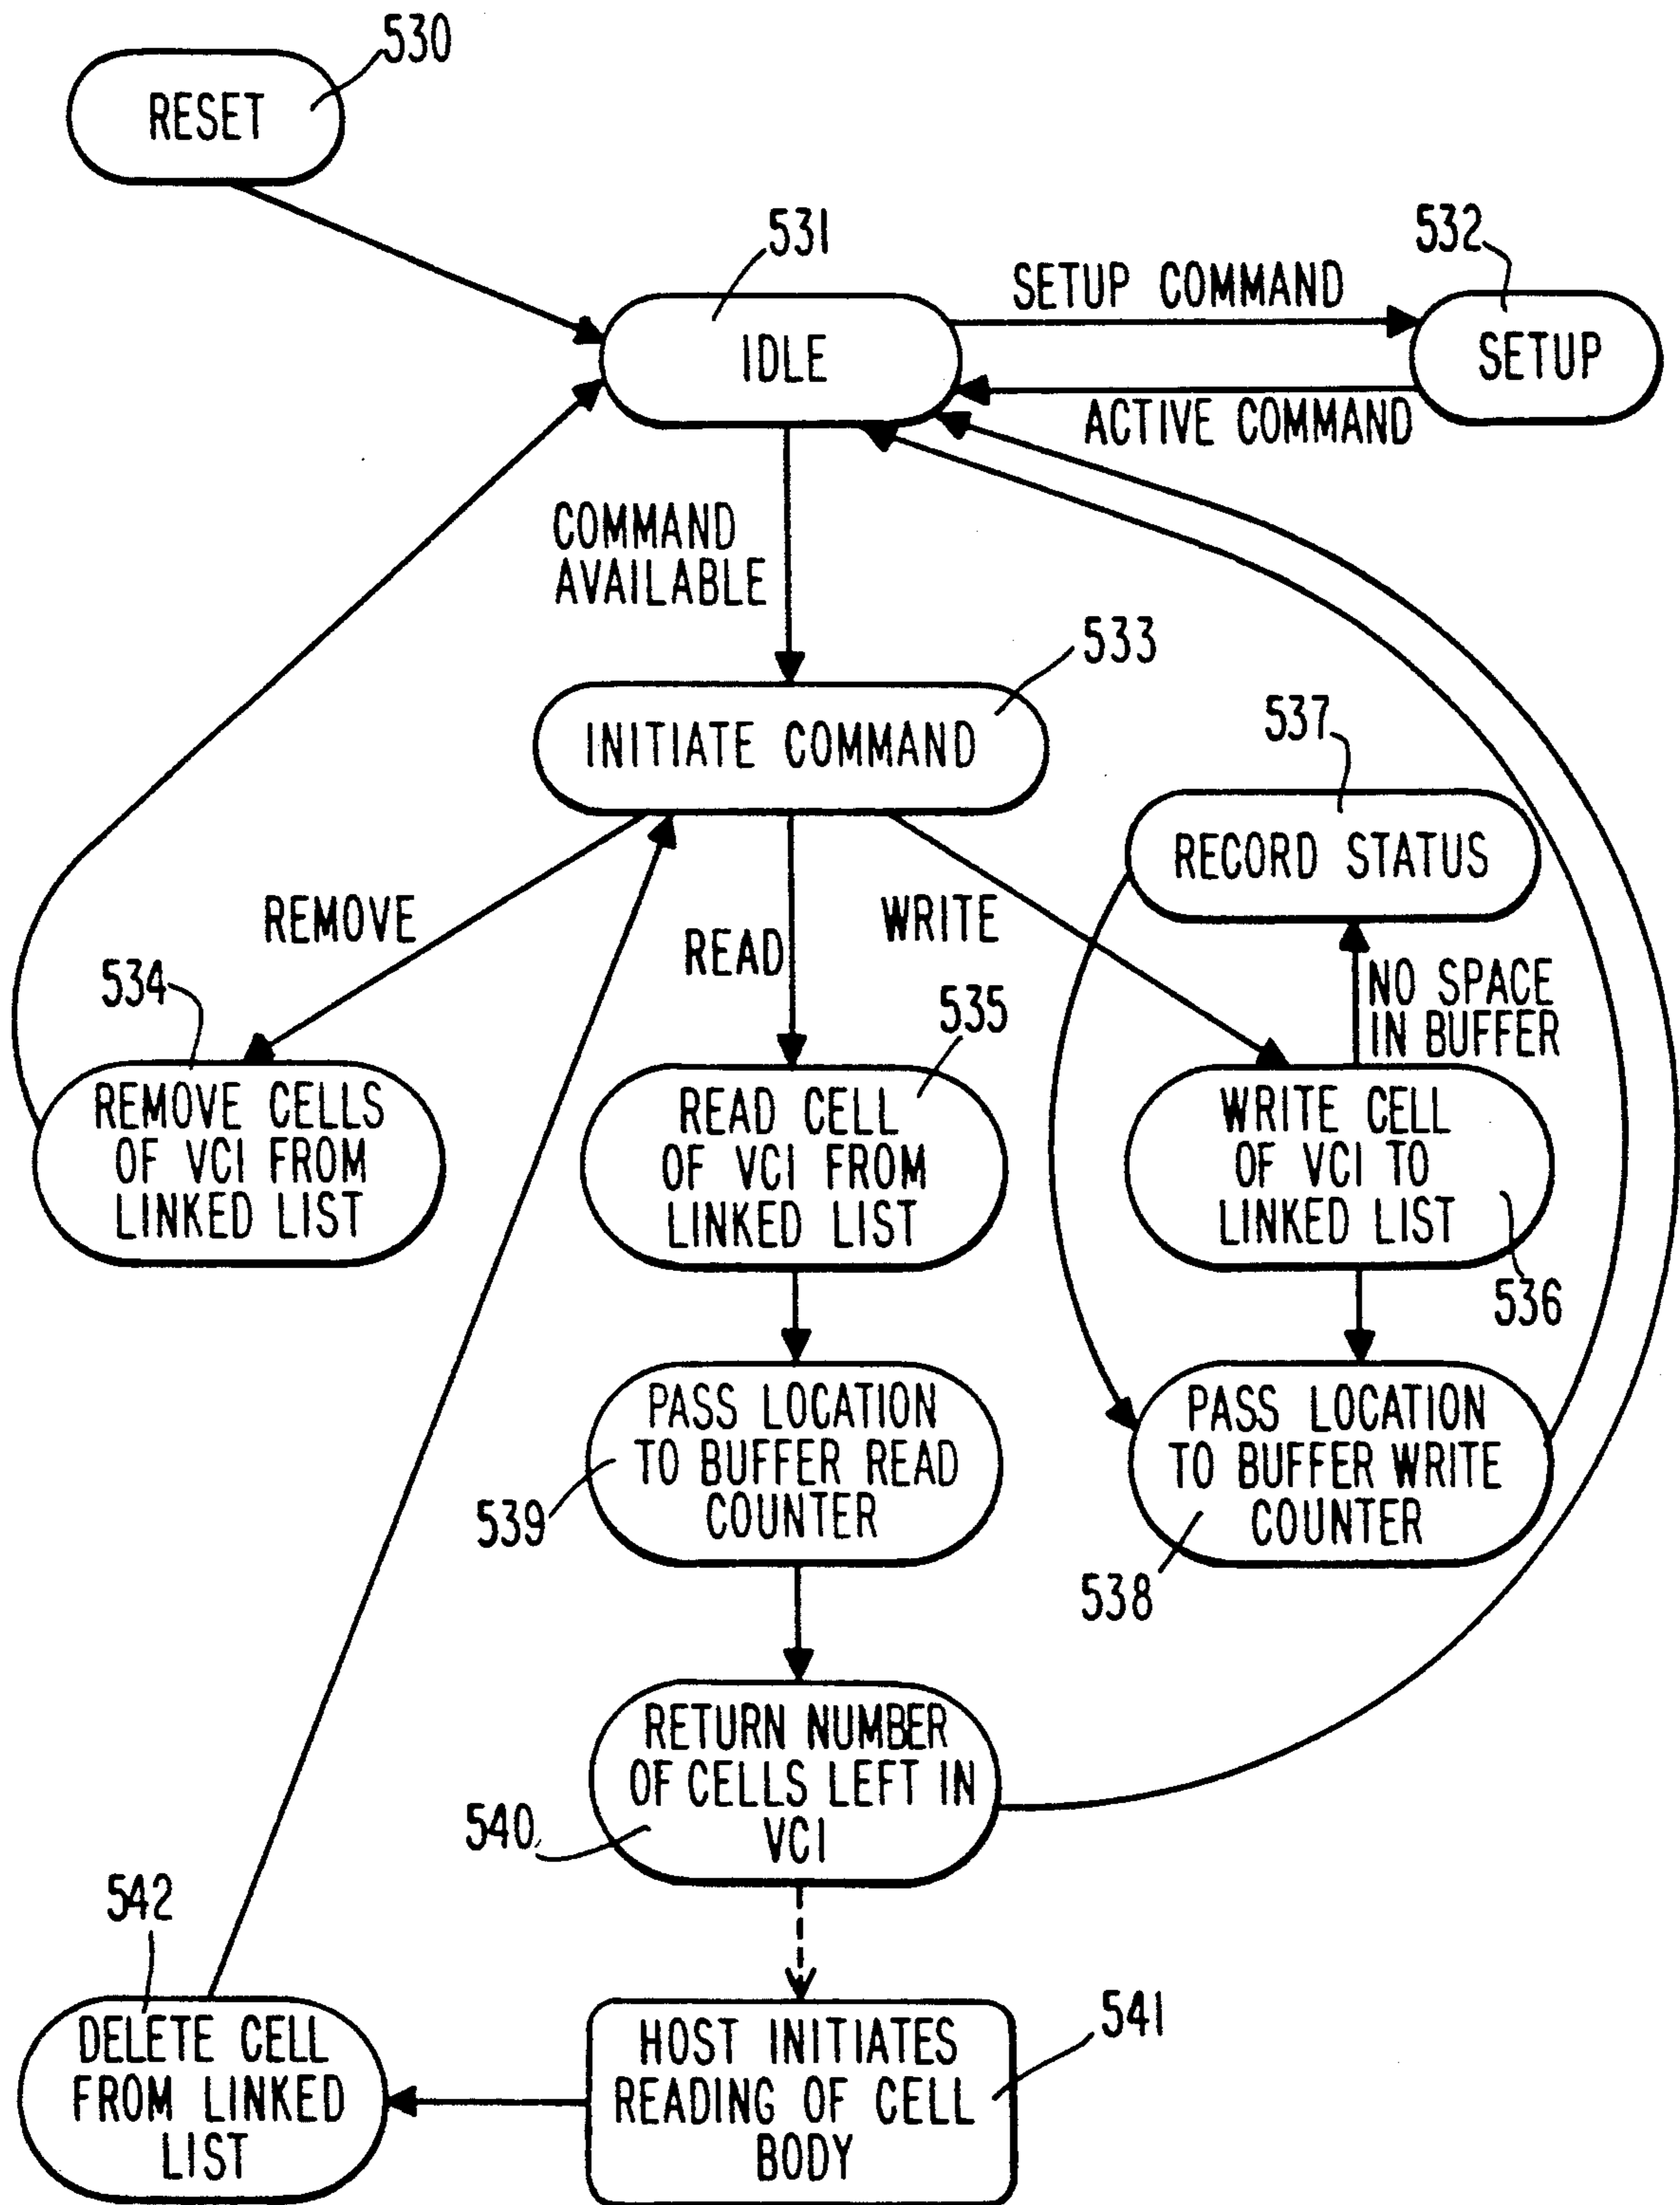 530
RESET
531
532
SETUP COMMAND
IDLE
SETUP
ACTIVE COMMAND
COMMAND
AVAILABLE
533
INITIATE COMMAND
537
RECORD STATUS
REMOVE
READ
WRITE
534
535
NO SPACE
IN BUFFER
REMOVE CELLS
OF VCI FROM
LINKED LIST
READ CELL
OF VCI FROM
LINKED LIST
WRITE CELL
OF VCI TO
LINKED LIST
536
PASS LOCATION
TO BUFFER READ
COUNTER
539
PASS LOCATION
TO BUFFER WRITE
COUNTER
538
RETURN NUMBER
OF CELLS LEFT IN
VCI
540
542
DELETE CELL
FROM LINKED
LIST
HOST INITIATES
READING OF CELL
BODY
541